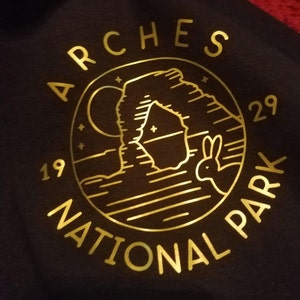 ARCHES
19 29
NATIONAL PARK